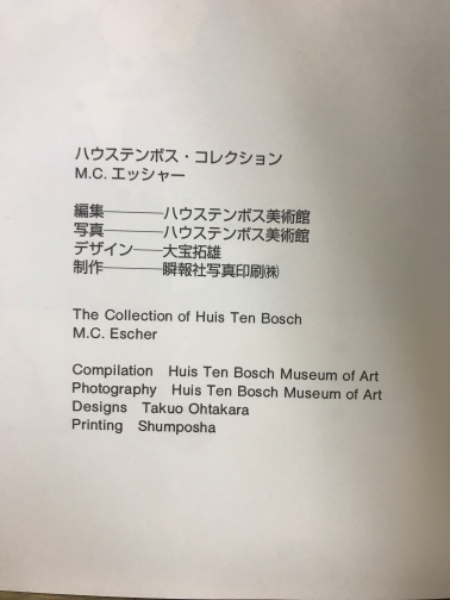 ハウステンボス・コレクション
M.C.エッシャー
編集————ハウステンボス美術館
写真————ハウステンボス美術館
デザイン——大宝拓雄
制作————瞬報社写真印刷㈱
The Collection of Huis Ten Bosch
M.C. Escher
Compilation Huis Ten Bosch Museum of Art
Photography Huis Ten Bosch Museum of Art
Designs Takuo Ohtakara
Printing Shumposha